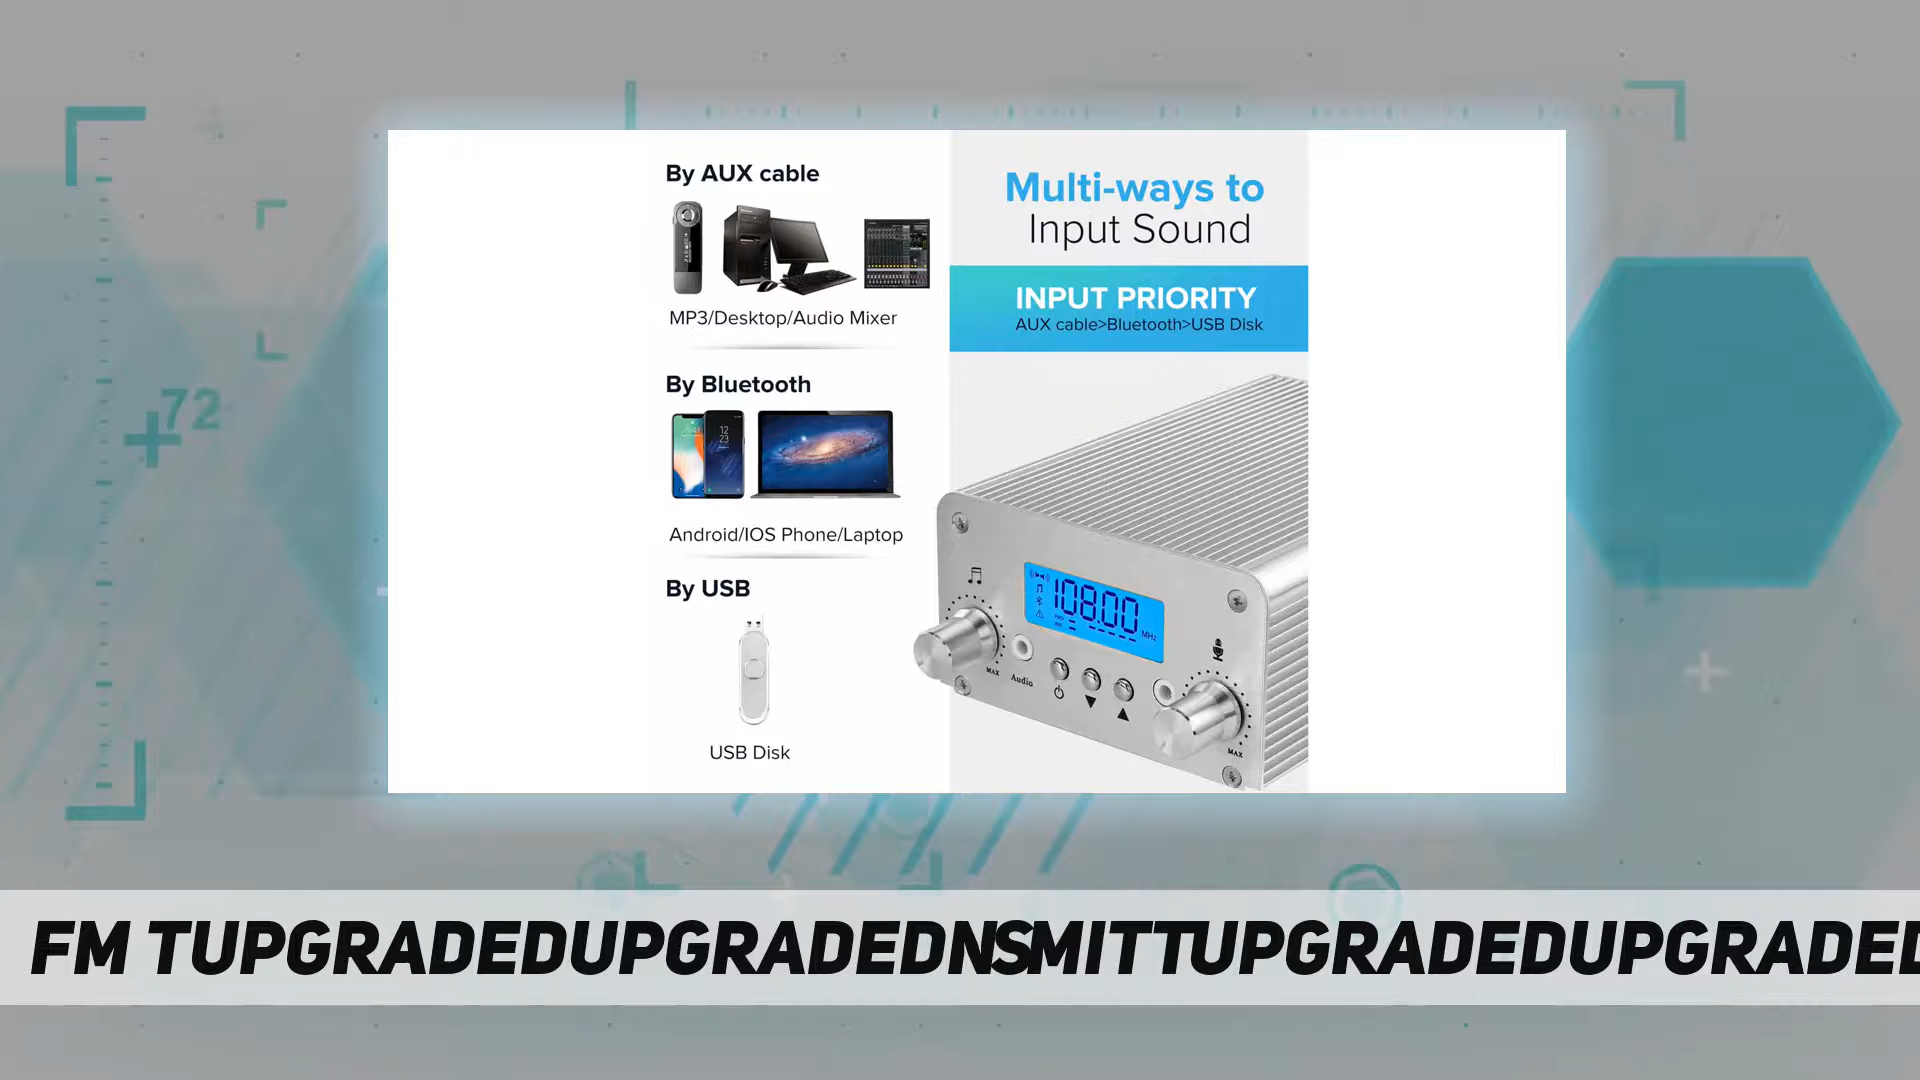 By AUX cable
MP3/Desktop/Audio Mixer
By Bluetooth
Android/IOS Phone/Laptop
By USB
USB Disk
Multi-ways to
Input Sound
INPUT PRIORITY
AUX cable>Bluetooth>USB Disk
108.00 MHz
MAX
Audio
MAX
72
FM TUPGRADEDUPGRADEDNSMITTUPGRADEDUPGRADED